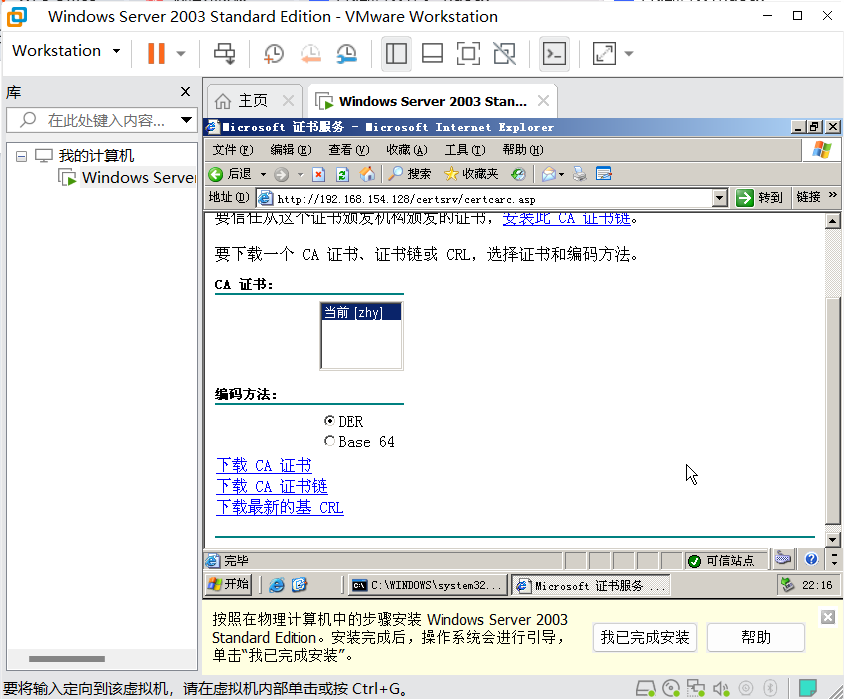 Windows Server 2003 Standard Edition - VMware Workstation
Workstation
库
在此处键入内容...
我的计算机
Windows Server
主页
Windows Server 2003 Stan...
Microsoft 证书服务 - Microsoft Internet Explorer
文件(F) 编辑(E) 查看(V) 收藏(A) 工具(T) 帮助(H)
后退 搜索 收藏夹
地址(D) http://192.168.154.128/certsrv/certcarc.asp 转到 链接 »
要信任从这个证书颁发机构颁发的证书，安装此 CA 证书链。
要下载一个 CA 证书、证书链或 CRL，选择证书和编码方法。
CA 证书:
当前 [zhy]
编码方法:
DER
Base 64
下载 CA 证书
下载 CA 证书链
下载最新的基 CRL
完毕 可信站点
开始 C:\WINDOWS\system32... Microsoft 证书服务 ... 22:16
按照在物理计算机中的步骤安装 Windows Server 2003
Standard Edition。安装完成后，操作系统会进行引导，
单击“我已完成安装”。
我已完成安装 帮助
要将输入定向到该虚拟机，请在虚拟机内部单击或按 Ctrl+G。